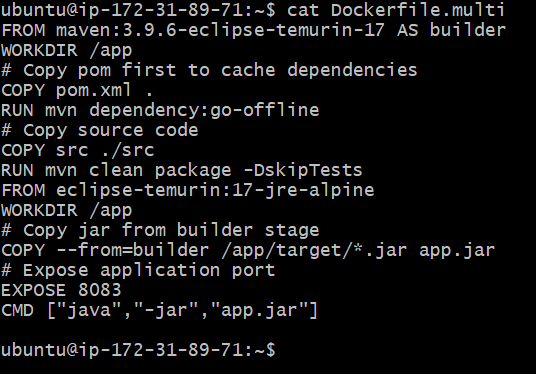 ubuntu@ip-172-31-89-71:~$ cat Dockerfile.multi
FROM maven:3.9.6-eclipse-temurin-17 AS builder
WORKDIR /app
# Copy pom first to cache dependencies
COPY pom.xml .
RUN mvn dependency:go-offline
# Copy source code
COPY src ./src
RUN mvn clean package -DskipTests
FROM eclipse-temurin:17-jre-alpine
WORKDIR /app
# Copy jar from builder stage
COPY --from=builder /app/target/*.jar app.jar
# Expose application port
EXPOSE 8083
CMD ["java","-jar","app.jar"]
ubuntu@ip-172-31-89-71:~$